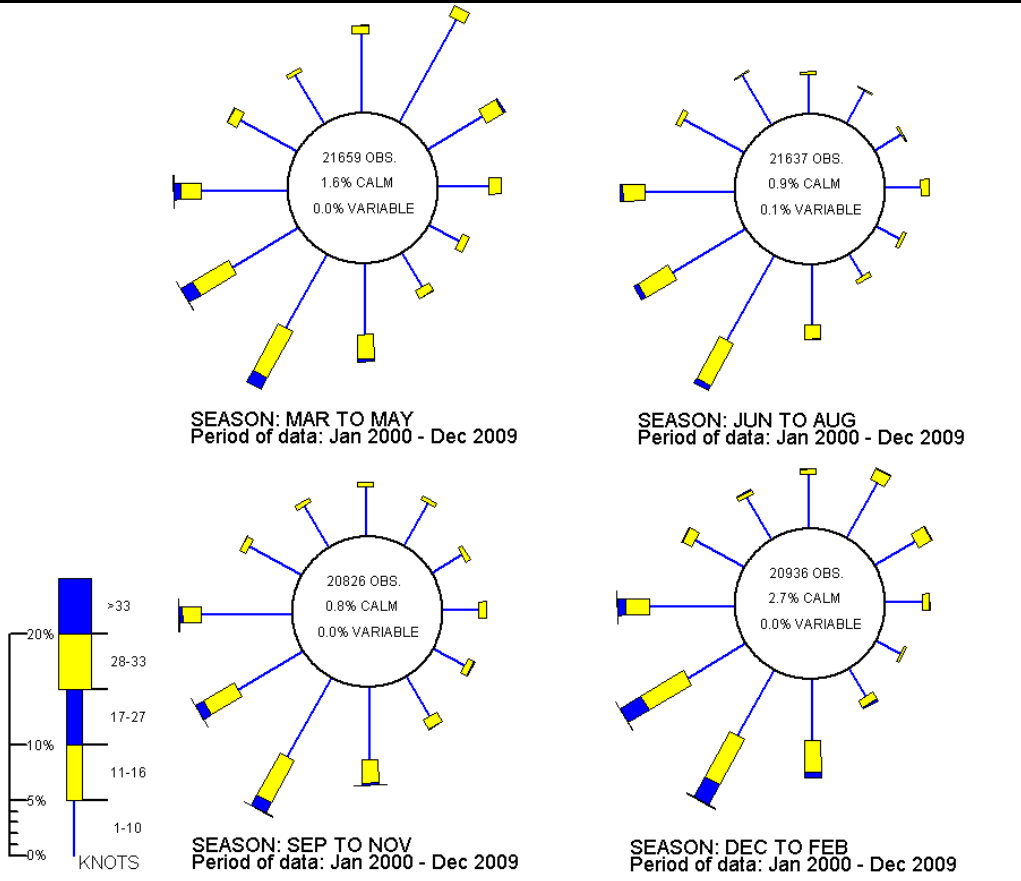 21659 OBS.
1.6% CALM
0.0% VARIABLE
SEASON: MAR TO MAY
Period of data: Jan 2000 - Dec 2009
21637 OBS.
0.9% CALM
0.1% VARIABLE
SEASON: JUN TO AUG
Period of data: Jan 2000 - Dec 2009
20826 OBS.
0.8% CALM
0.0% VARIABLE
SEASON: SEP TO NOV
Period of data: Jan 2000 - Dec 2009
20936 OBS.
2.7% CALM
0.0% VARIABLE
SEASON: DEC TO FEB
Period of data: Jan 2000 - Dec 2009
>33
20%
28-33
17-27
10%
11-16
5%
1-10
0%
KNOTS